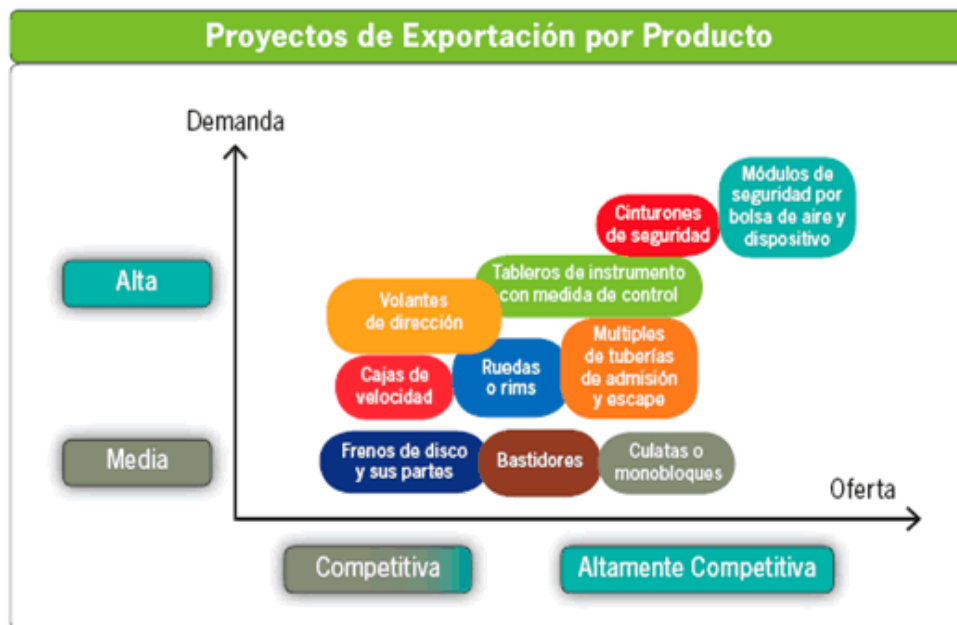 Proyectos de Exportación por Producto
Demanda
Módulos de
seguridad por
bolsa de aire y
dispositivo
Cinturones
de seguridad
Alta
Tableros de instrumento
con medida de control
Volantes
de dirección
Multiples
de tuberías
de admisión
y escape
Ruedas
o rims
Cajas de
velocidad
Media
Frenos de disco
y sus partes
Bastidores
Culatas o
monobloques
Oferta
Competitiva
Altamente Competitiva